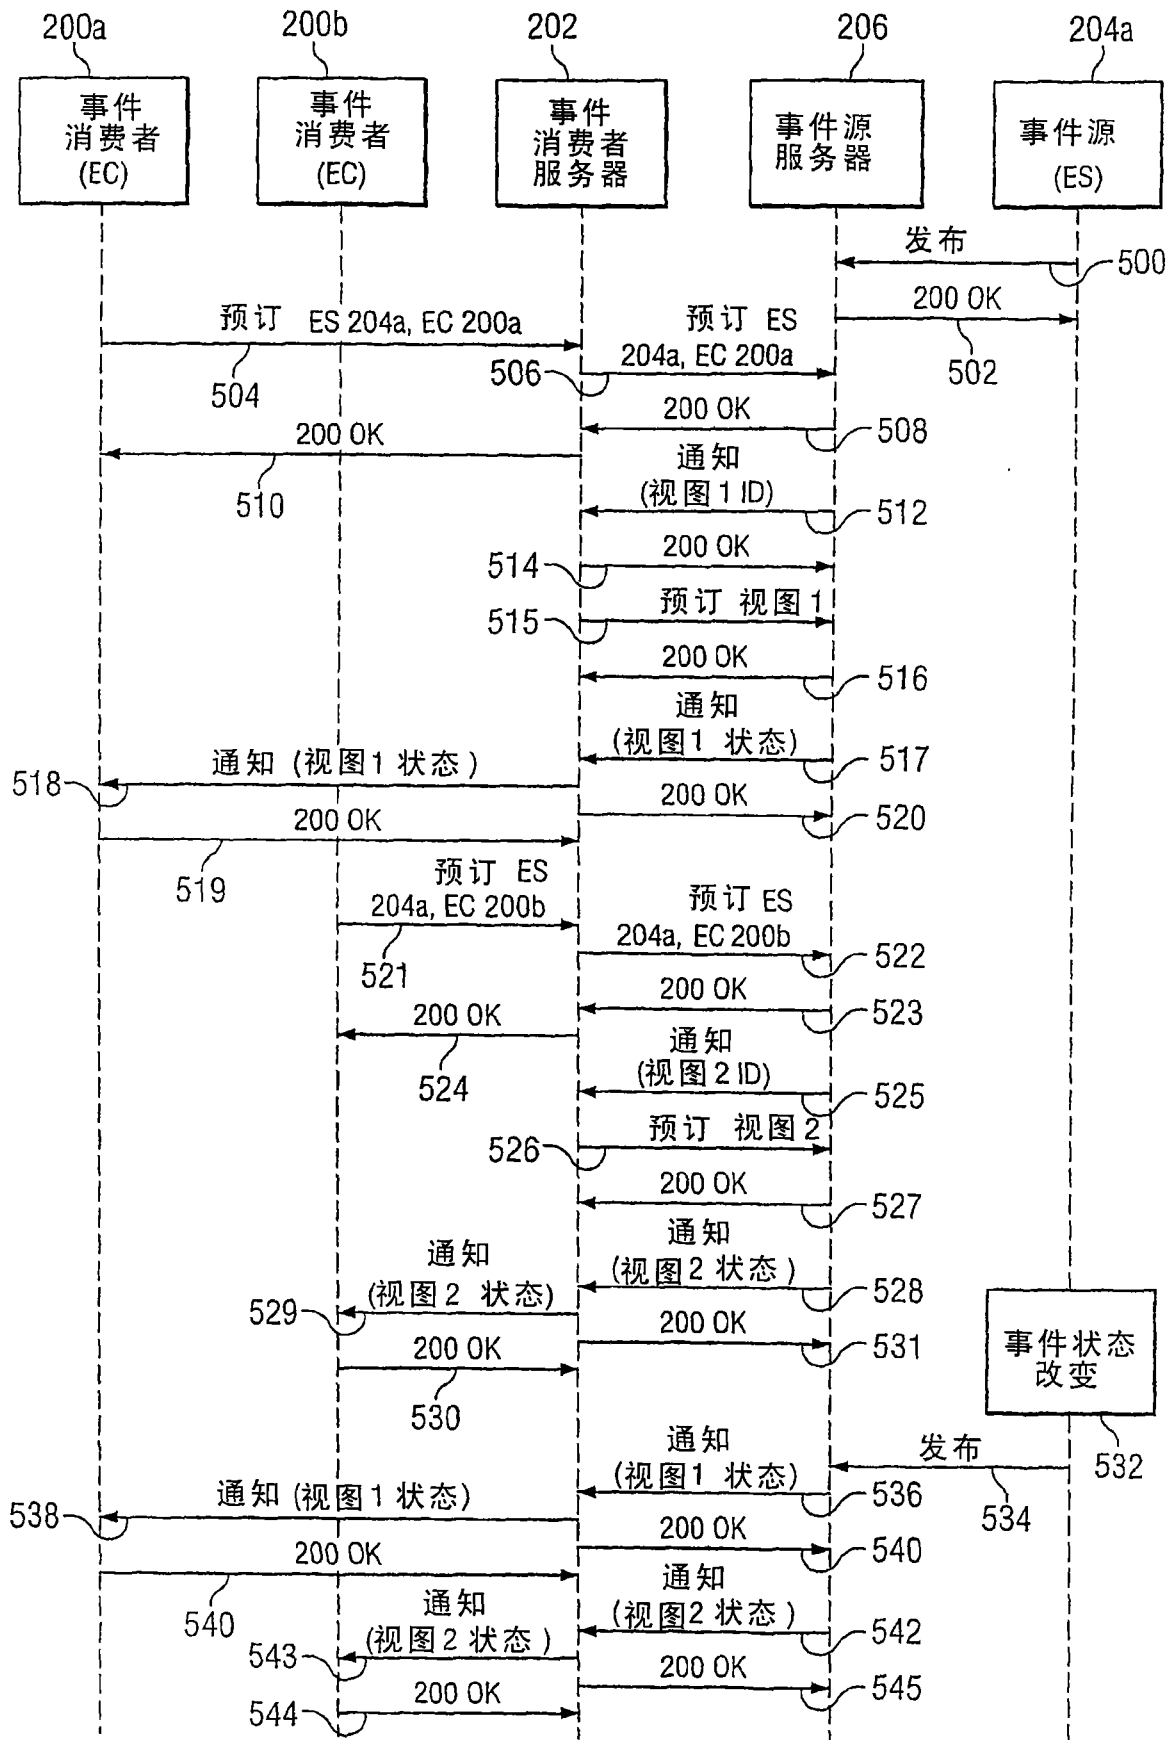 200a
200b
202
206
204a
事件
消费者
(EC)
事件
消费者
(EC)
事件
消费者
服务器
事件源
服务器
事件源
(ES)
发布
500
200 OK
502
预订 ES 204a, EC 200a
504
预订 ES
204a, EC 200a
506
200 OK
508
200 OK
510
通知
(视图1 ID)
512
200 OK
514
预订 视图1
515
200 OK
516
通知
(视图1 状态)
517
通知 (视图1 状态)
518
200 OK
520
200 OK
519
预订 ES
204a, EC 200b
521
预订 ES
204a, EC 200b
522
200 OK
523
200 OK
524
通知
(视图2 ID)
525
预订 视图2
526
200 OK
527
通知
(视图2 状态)
528
通知
(视图2 状态)
529
200 OK
531
200 OK
530
事件状态
改变
532
发布
534
通知
(视图1 状态)
536
通知 (视图1 状态)
538
200 OK
540
200 OK
540
通知
(视图2 状态)
542
通知
(视图2 状态)
543
200 OK
545
200 OK
544